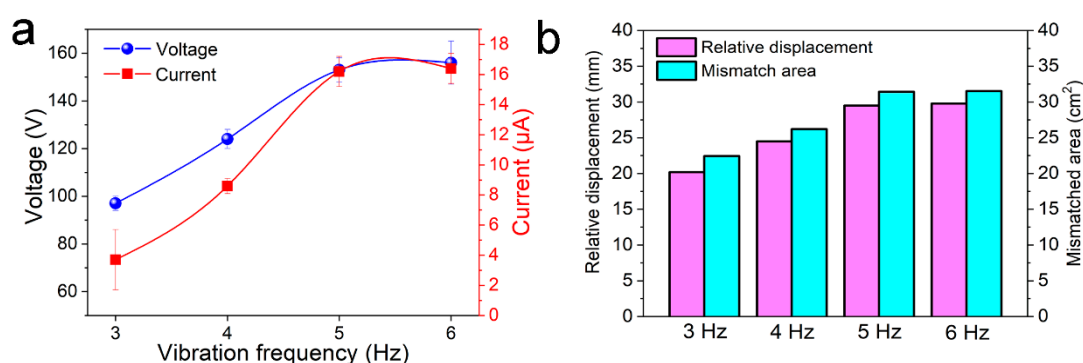 a
Voltage
Current
Voltage (V)
160
140
120
100
80
60
3
4
5
6
Vibration frequency (Hz)
18
16
14
12
10
8
6
4
2
0
Current (μA)
b
Relative displacement
Mismatch area
Relative displacement (mm)
40
35
30
25
20
15
10
5
0
3 Hz
4 Hz
5 Hz
6 Hz
40
35
30
25
20
15
10
5
0
Mismatched area (cm²)